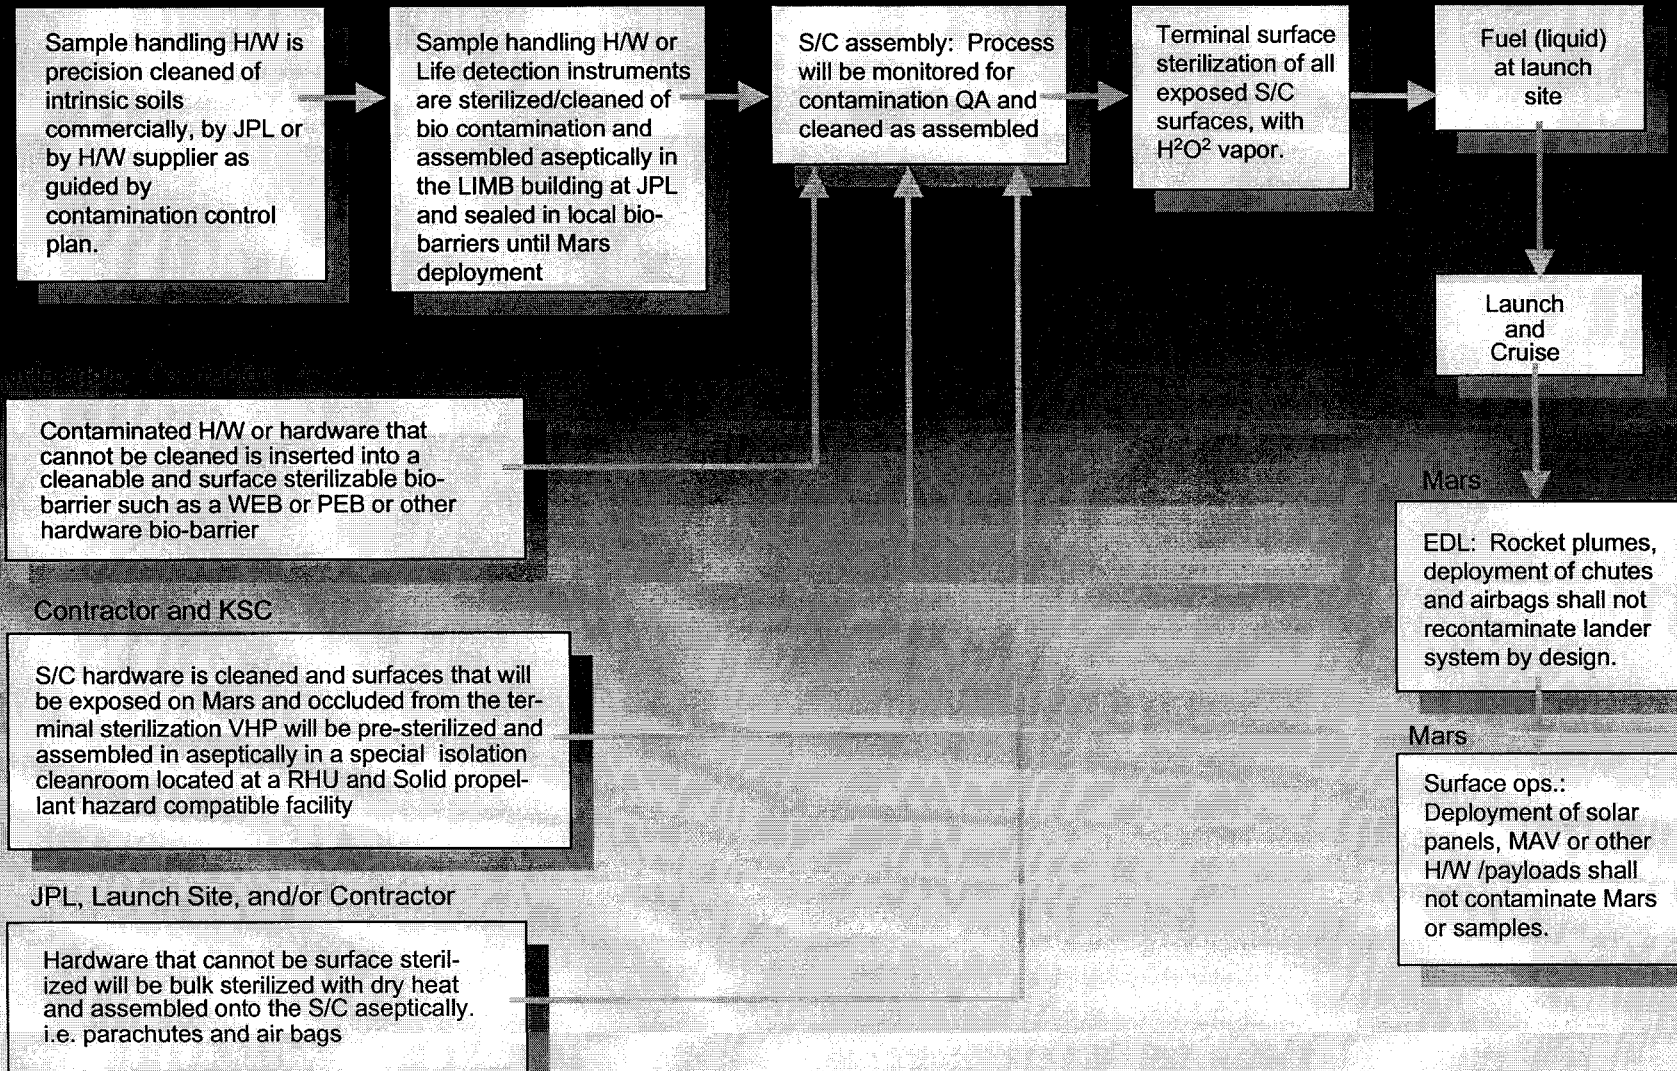 Sample handling H/W is
precision cleaned of
intrinsic soils
commercially, by JPL or
by H/W supplier as
guided by
contamination control
plan.
Sample handling H/W or
Life detection instruments
are sterilized/cleaned of
bio contamination and
assembled aseptically in
the LIMB building at JPL
and sealed in local bio-
barriers until Mars
deployment
S/C assembly: Process
will be monitored for
contamination QA and
cleaned as assembled
Terminal surface
sterilization of all
exposed S/C
surfaces, with
H²O² vapor.
Fuel (liquid)
at launch
site
Launch
and
Cruise
Contaminated H/W or hardware that
cannot be cleaned is inserted into a
cleanable and surface sterilizable bio-
barrier such as a WEB or PEB or other
hardware bio-barrier
Contractor and KSC
S/C hardware is cleaned and surfaces that will
be exposed on Mars and occluded from the ter-
minal sterilization VHP will be pre-sterilized and
assembled in aseptically in a special isolation
cleanroom located at a RHU and Solid propel-
lant hazard compatible facility
JPL, Launch Site, and/or Contractor
Hardware that cannot be surface steril-
ized will be bulk sterilized with dry heat
and assembled onto the S/C aseptically.
i.e. parachutes and air bags
Mars
EDL: Rocket plumes,
deployment of chutes
and airbags shall not
recontaminate lander
system by design.
Mars
Surface ops.:
Deployment of solar
panels, MAV or other
H/W /payloads shall
not contaminate Mars
or samples.